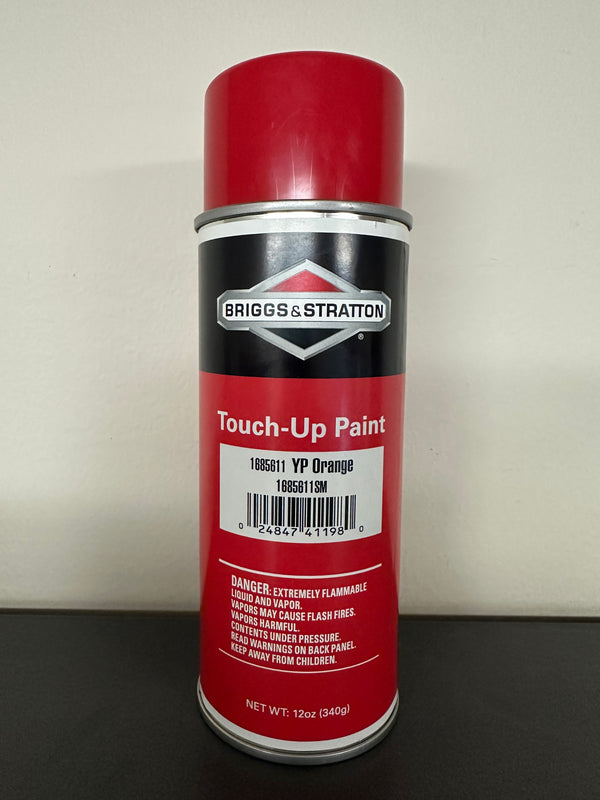 BRIGGS & STRATTON
®
Touch-Up Paint
1685611 YP Orange
1685611SM
0 24847 41198 0
DANGER: EXTREMELY FLAMMABLE
LIQUID AND VAPOR.
VAPORS MAY CAUSE FLASH FIRES.
VAPORS HARMFUL.
CONTENTS UNDER PRESSURE.
READ WARNINGS ON BACK PANEL.
KEEP AWAY FROM CHILDREN.
NET WT: 12oz (340g)